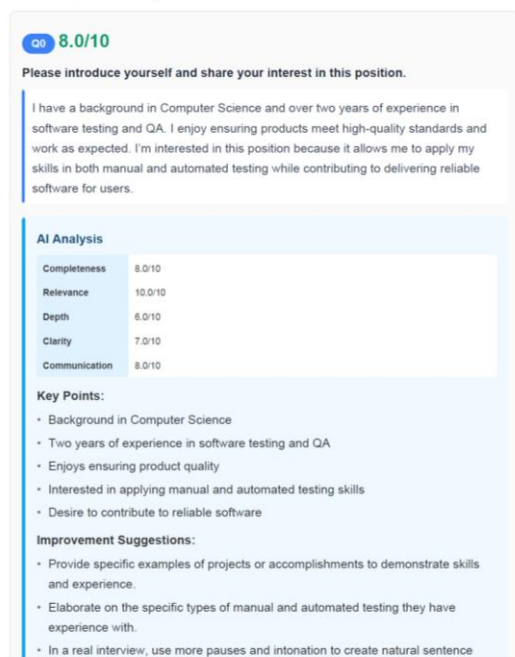 Q0 8.0/10
Please introduce yourself and share your interest in this position.
I have a background in Computer Science and over two years of experience in
software testing and QA. I enjoy ensuring products meet high-quality standards and
work as expected. I'm interested in this position because it allows me to apply my
skills in both manual and automated testing while contributing to delivering reliable
software for users.
AI Analysis
Completeness 8.0/10
Relevance 10.0/10
Depth 6.0/10
Clarity 7.0/10
Communication 8.0/10
Key Points:
• Background in Computer Science
• Two years of experience in software testing and QA
• Enjoys ensuring product quality
• Interested in applying manual and automated testing skills
• Desire to contribute to reliable software
Improvement Suggestions:
• Provide specific examples of projects or accomplishments to demonstrate skills
and experience.
• Elaborate on the specific types of manual and automated testing they have
experience with.
• In a real interview, use more pauses and intonation to create natural sentence